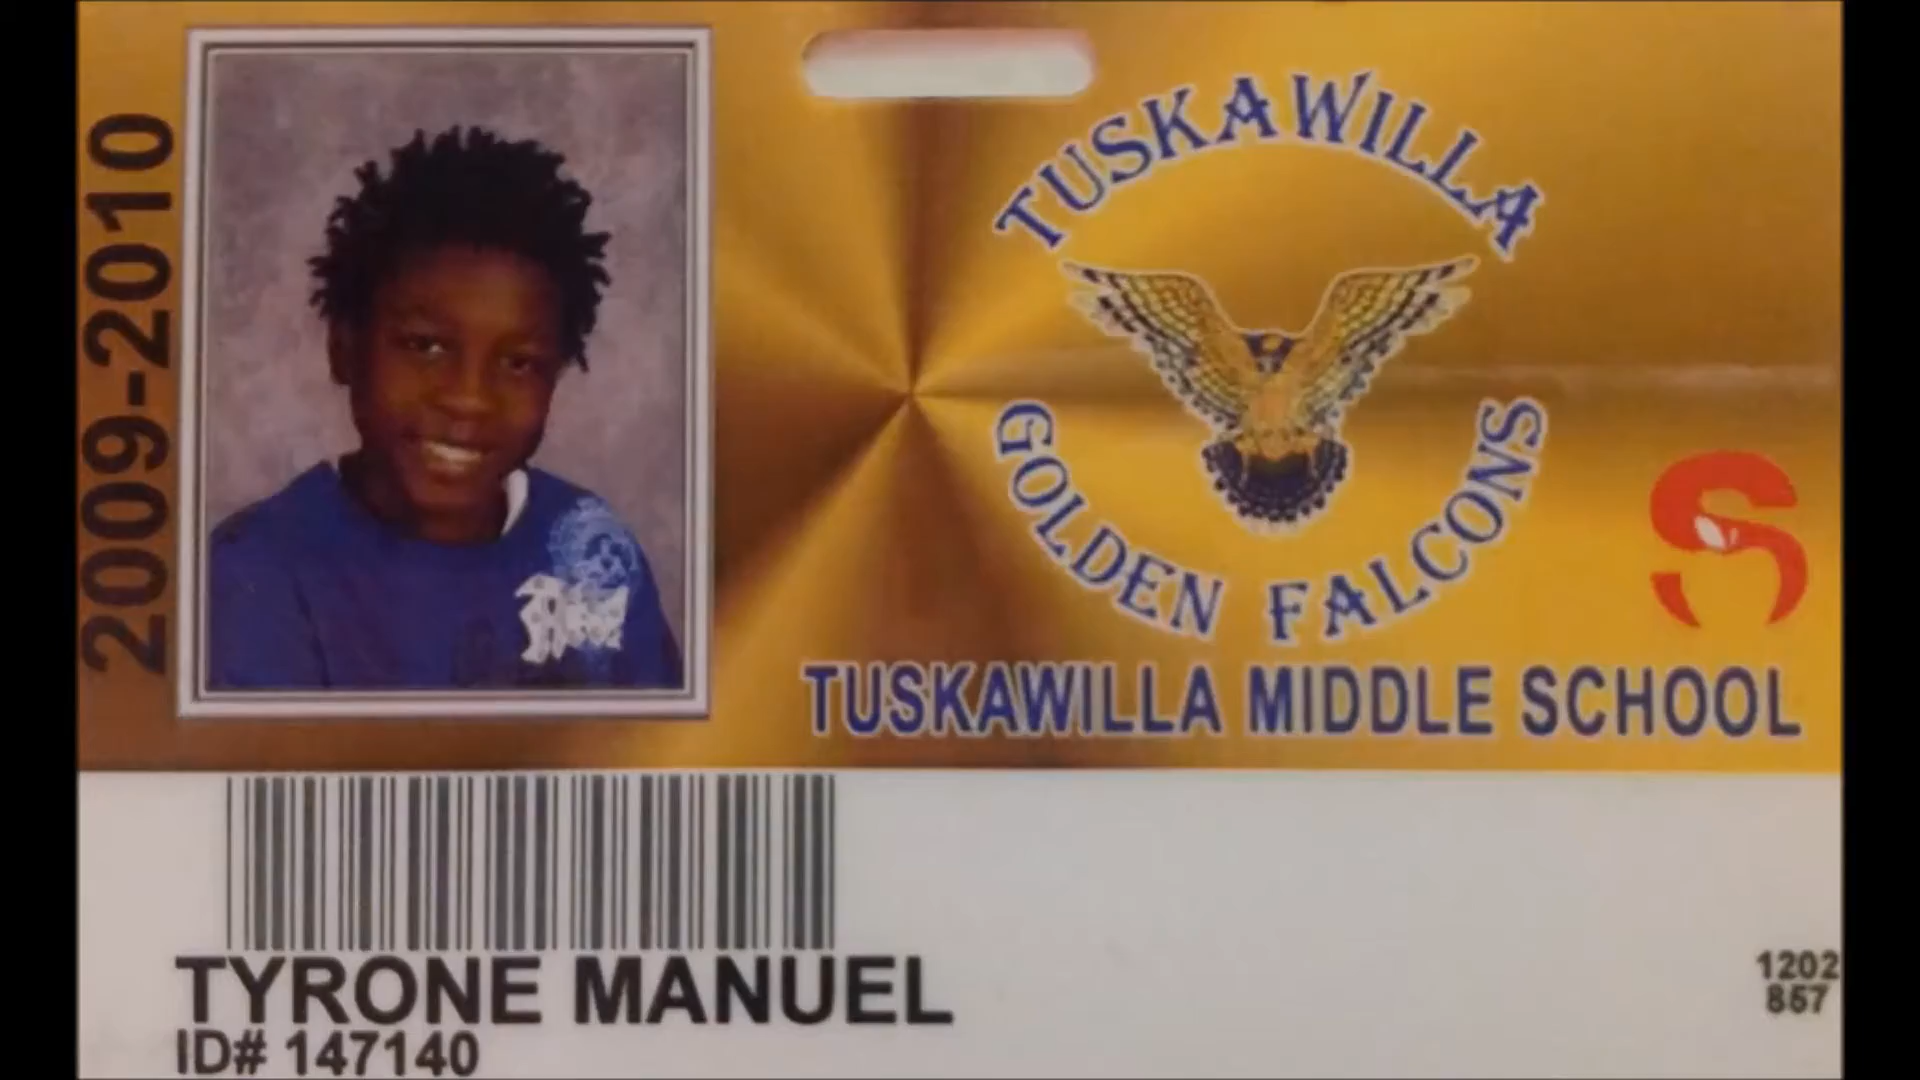 2009-2010
TUSKAWILLA
GOLDEN FALCONS
S
TUSKAWILLA MIDDLE SCHOOL
TYRONE MANUEL
ID# 147140
1202
857